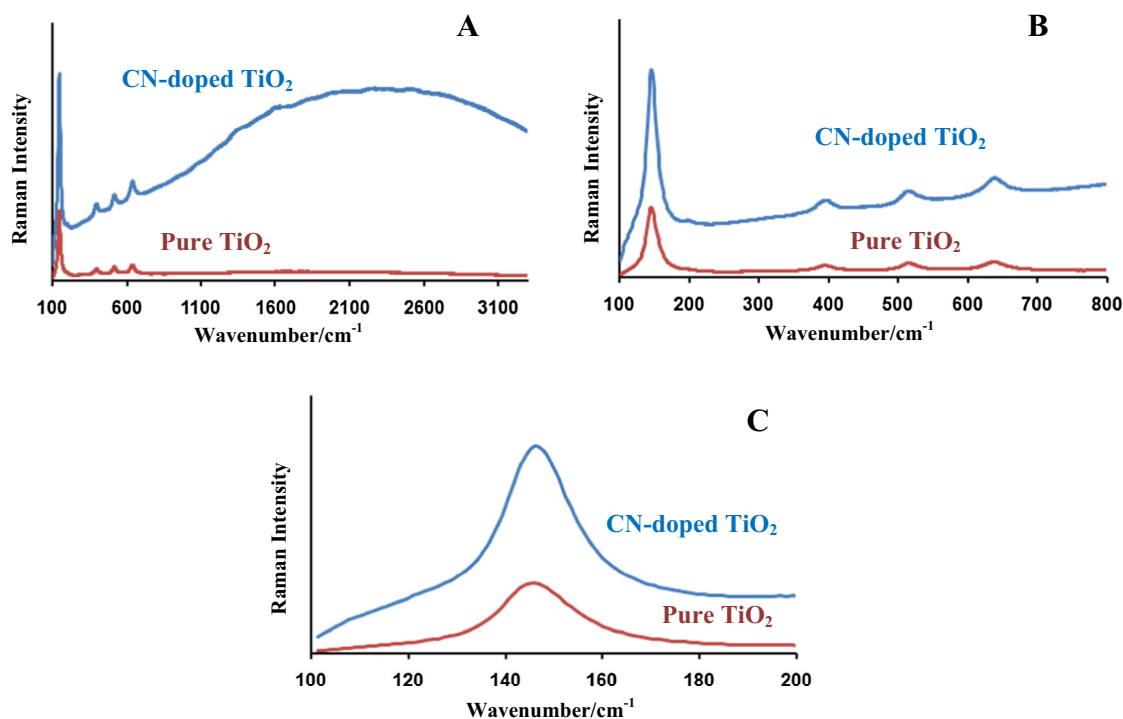 A
CN-doped TiO₂
Pure TiO₂
Raman Intensity
100 600 1100 1600 2100 2600 3100
Wavenumber/cm⁻¹
B
CN-doped TiO₂
Pure TiO₂
Raman Intensity
100 200 300 400 500 600 700 800
Wavenumber/cm⁻¹
C
CN-doped TiO₂
Pure TiO₂
Raman Intensity
100 120 140 160 180 200
Wavenumber/cm⁻¹